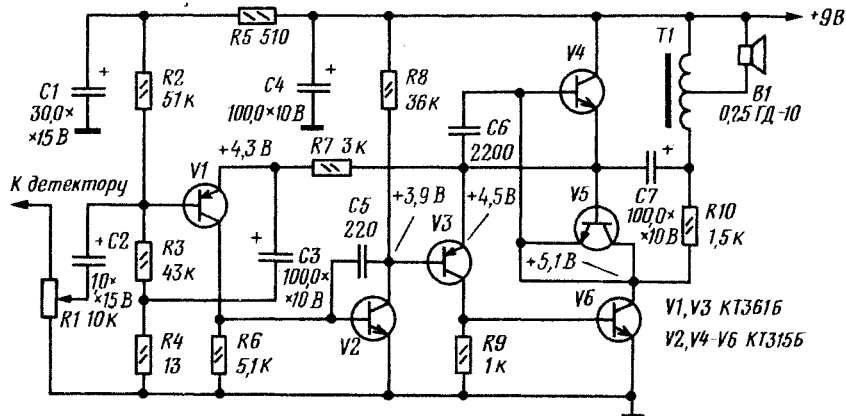 +9В
R5 510
T1
V4
R2
51к
C1
30,0×
×15 В
+
C4
100,0×10 В
+
R8
36к
В1
0,25 ГД-10
C6
2200
+4,3 В
R7 3к
V1
К детектору
C5
220
+3,9 В
V3
+4,5 В
V5
C7
100,0×
×10 В
+
R10
1,5к
+ C2
10×
×15 В
R3
43к
+
C3
100,0×
×10 В
+5,1 В
V6
V1, V3 КТ361Б
V2, V4-V6 КТ315Б
R1 10к
R4
13
R6
5,1к
V2
R9
1к